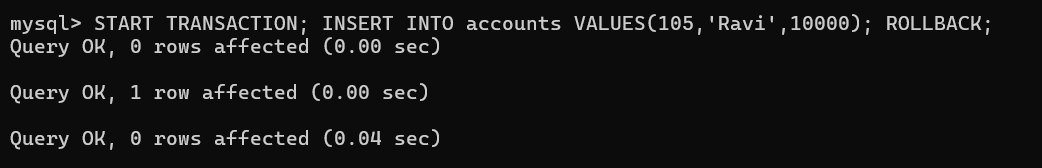 mysql> START TRANSACTION; INSERT INTO accounts VALUES(105,'Ravi',10000); ROLLBACK;
Query OK, 0 rows affected (0.00 sec)
Query OK, 1 row affected (0.00 sec)
Query OK, 0 rows affected (0.04 sec)